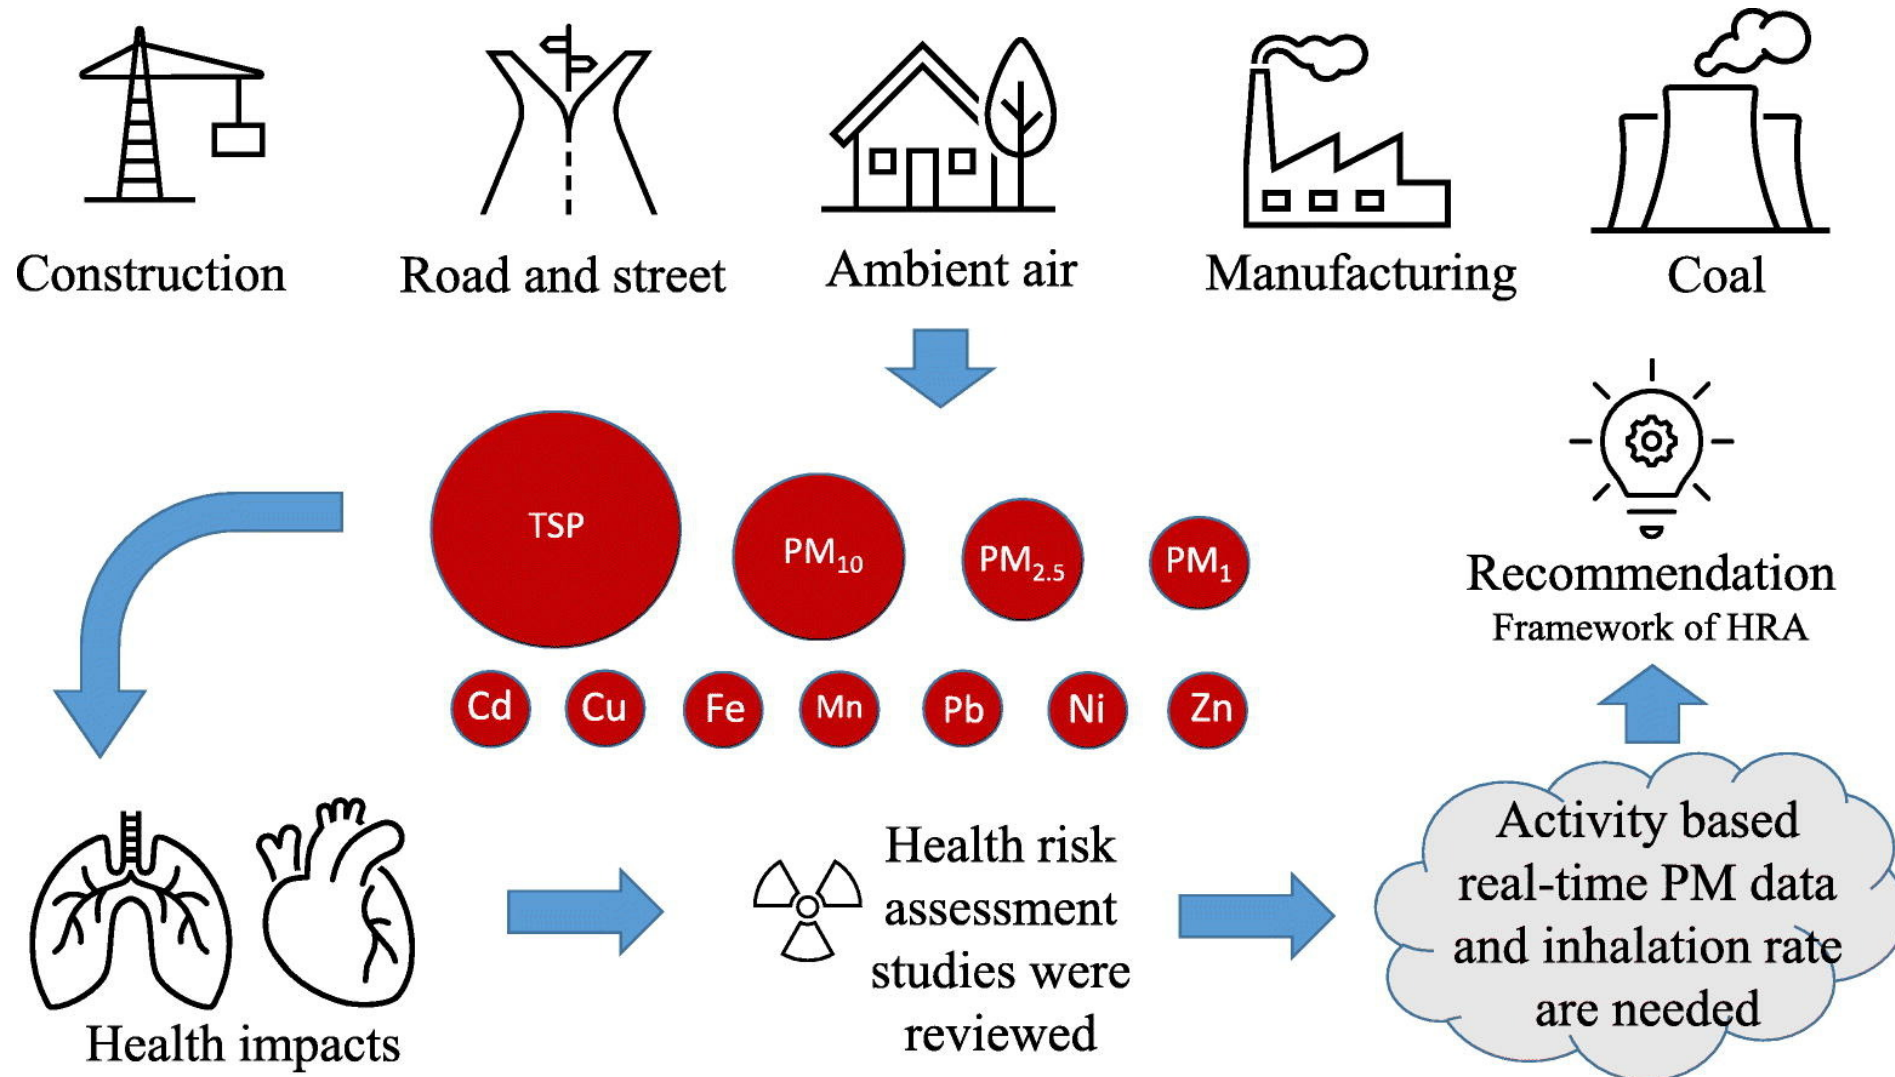 Construction
Road and street
Ambient air
Manufacturing
Coal
TSP
PM₁₀
PM₂.₅
PM₁
Cd
Cu
Fe
Mn
Pb
Ni
Zn
Health impacts
Health risk
assessment
studies were
reviewed
Activity based
real-time PM data
and inhalation rate
are needed
Recommendation
Framework of HRA